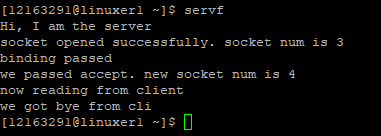 [12163291@linuxer1 ~]$ servf
Hi, I am the server
socket opened successfully. socket num is 3
binding passed
we passed accept. new socket num is 4
now reading from client
we got bye from cli
[12163291@linuxer1 ~]$